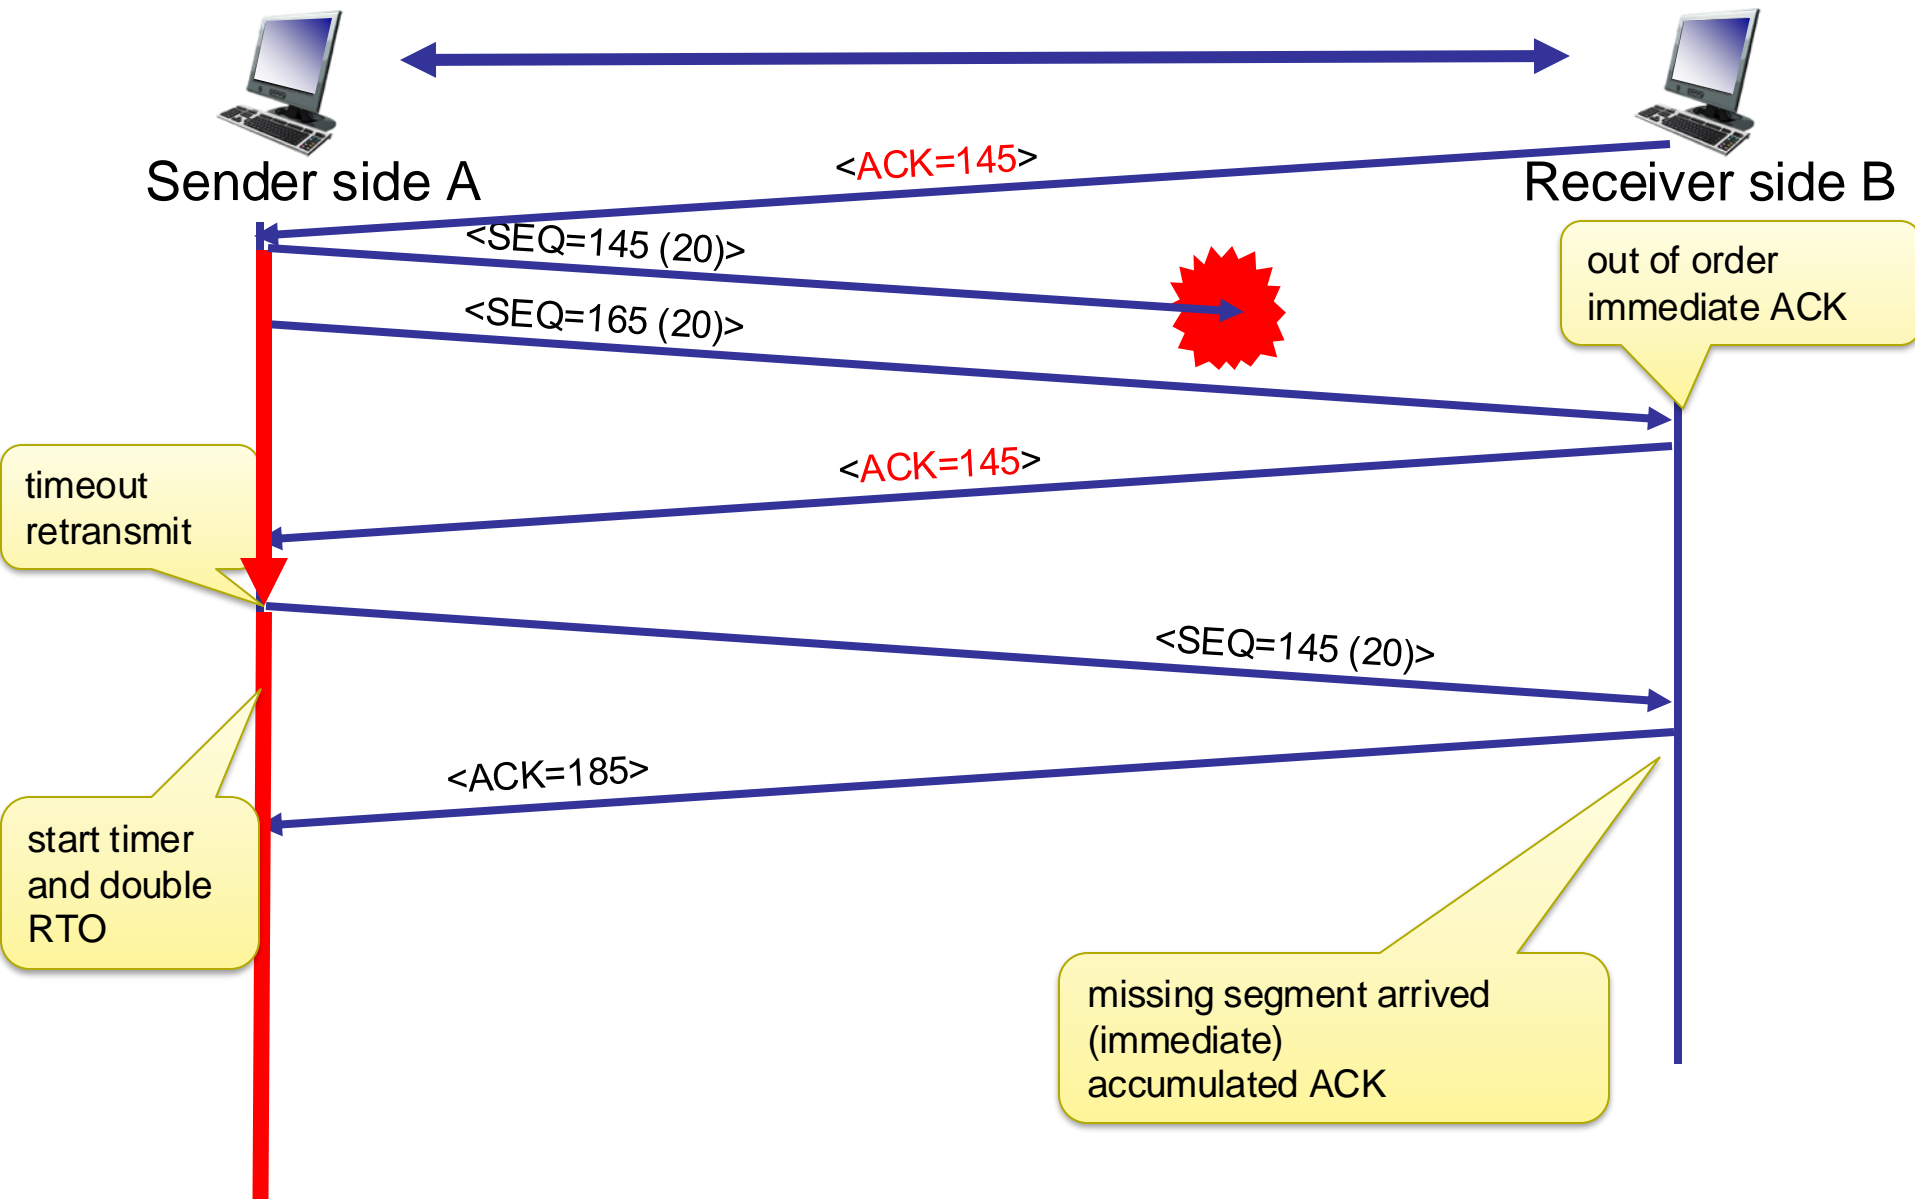 <ACK=145>
Sender side A
Receiver side B
<SEQ=145 (20)>
out of order
immediate ACK
<SEQ=165 (20)>
<ACK=145>
timeout
retransmit
<SEQ=145 (20)>
<ACK=185>
start timer
and double
RTO
missing segment arrived
(immediate)
accumulated ACK